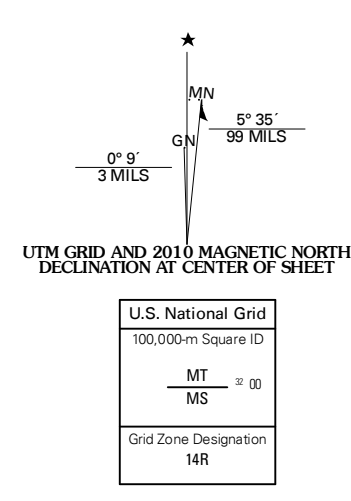 ★
MN
5° 35´
99 MILS
GN
0° 9´
3 MILS
UTM GRID AND 2010 MAGNETIC NORTH
DECLINATION AT CENTER OF SHEET
U.S. National Grid
100,000-m Square ID
MT
32 00
MS
Grid Zone Designation
14R